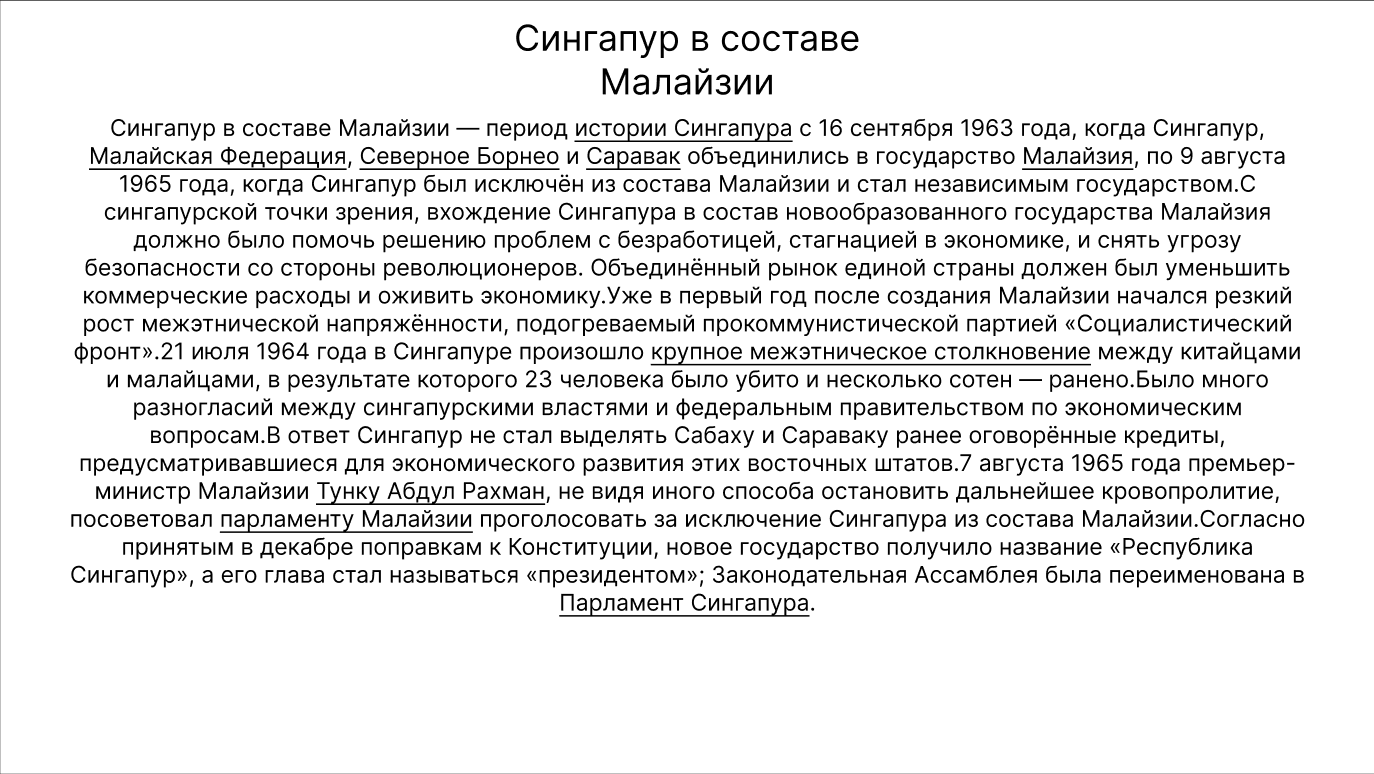 Сингапур в составе
Малайзии
Сингапур в составе Малайзии — период истории Сингапура с 16 сентября 1963 года, когда Сингапур,
Малайская Федерация, Северное Борнео и Саравак объединились в государство Малайзия, по 9 августа
1965 года, когда Сингапур был исключён из состава Малайзии и стал независимым государством.С
сингапурской точки зрения, вхождение Сингапура в состав новообразованного государства Малайзия
должно было помочь решению проблем с безработицей, стагнацией в экономике, и снять угрозу
безопасности со стороны революционеров. Объединённый рынок единой страны должен был уменьшить
коммерческие расходы и оживить экономику.Уже в первый год после создания Малайзии начался резкий
рост межэтнической напряжённости, подогреваемый прокоммунистической партией «Социалистический
фронт».21 июля 1964 года в Сингапуре произошло крупное межэтническое столкновение между китайцами
и малайцами, в результате которого 23 человека было убито и несколько сотен — ранено.Было много
разногласий между сингапурскими властями и федеральным правительством по экономическим
вопросам.В ответ Сингапур не стал выделять Сабаху и Сараваку ранее оговорённые кредиты,
предусматривавшиеся для экономического развития этих восточных штатов.7 августа 1965 года премьер-
министр Малайзии Тунку Абдул Рахман, не видя иного способа остановить дальнейшее кровопролитие,
посоветовал парламенту Малайзии проголосовать за исключение Сингапура из состава Малайзии.Согласно
принятым в декабре поправкам к Конституции, новое государство получило название «Республика
Сингапур», а его глава стал называться «президентом»; Законодательная Ассамблея была переименована в
Парламент Сингапура.